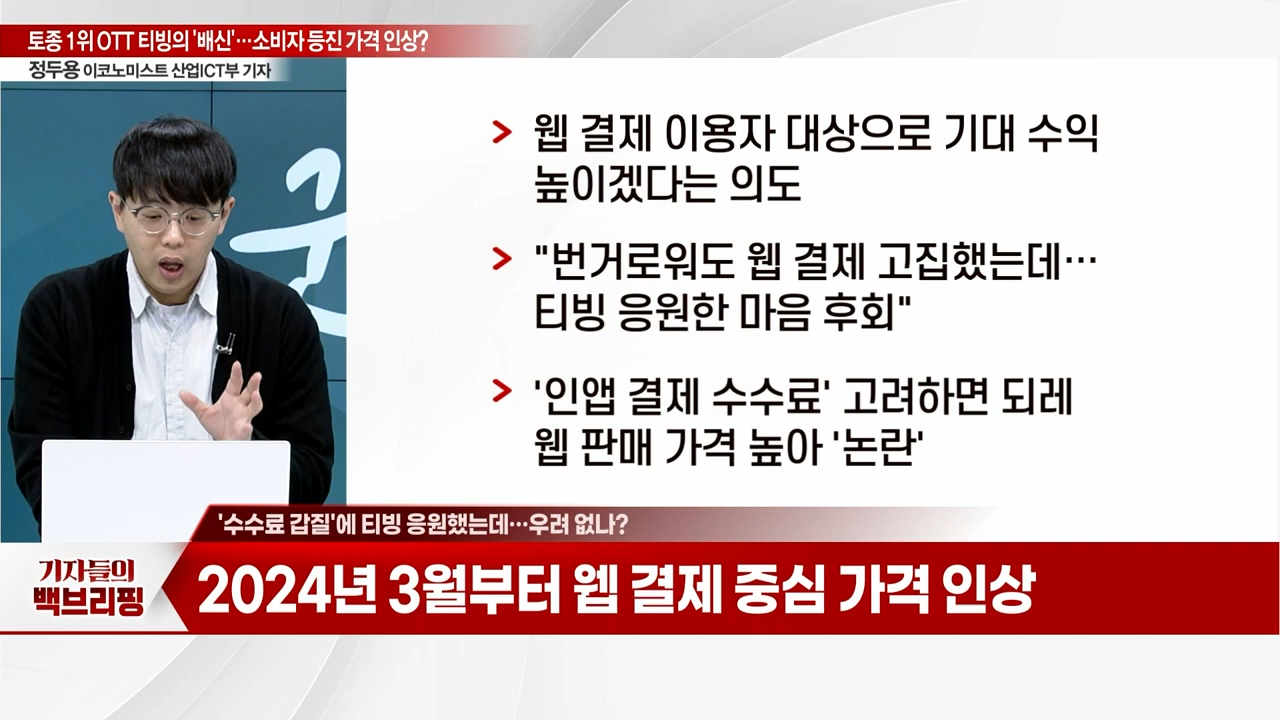 토종 1위 OTT 티빙의 '배신'…소비자 등진 가격 인상?
정두용 이코노미스트 산업ICT부 기자
> 웹 결제 이용자 대상으로 기대 수익
높이겠다는 의도
> "번거로워도 웹 결제 고집했는데…
티빙 응원한 마음 후회"
> '인앱 결제 수수료' 고려하면 되레
웹 판매 가격 높아 '논란'
'수수료 갑질'에 티빙 응원했는데…우려 없나?
기자들의
백브리핑
2024년 3월부터 웹 결제 중심 가격 인상